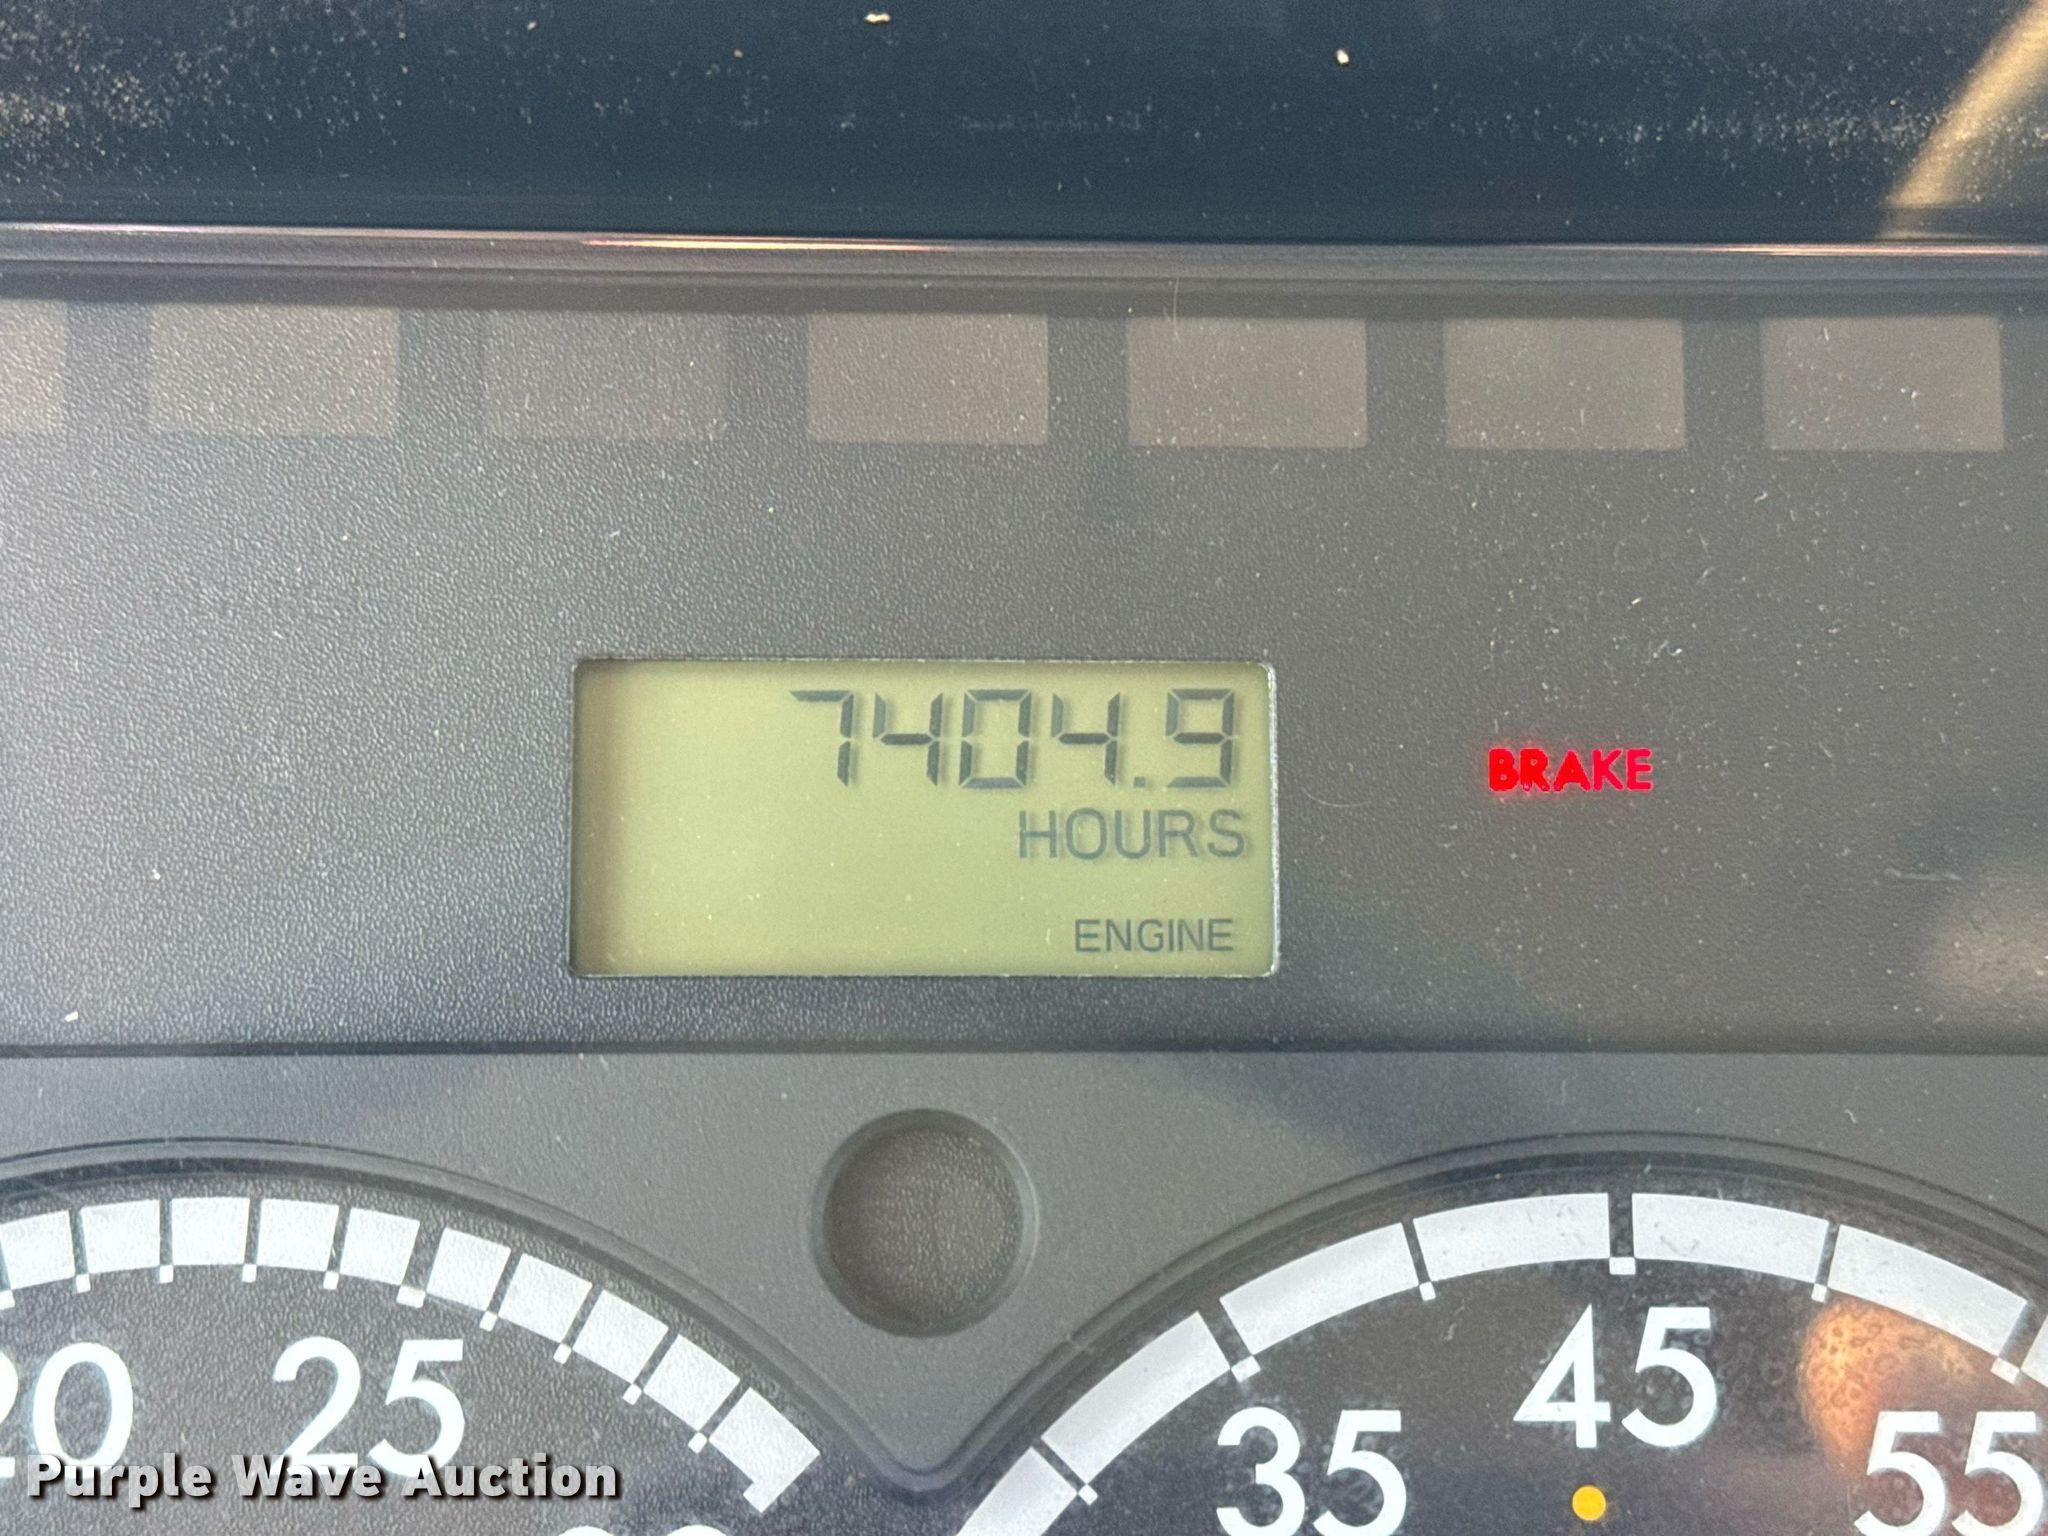 7404.9
HOURS
BRAKE
ENGINE
20 25
35 45 55
Purple Wave Auction